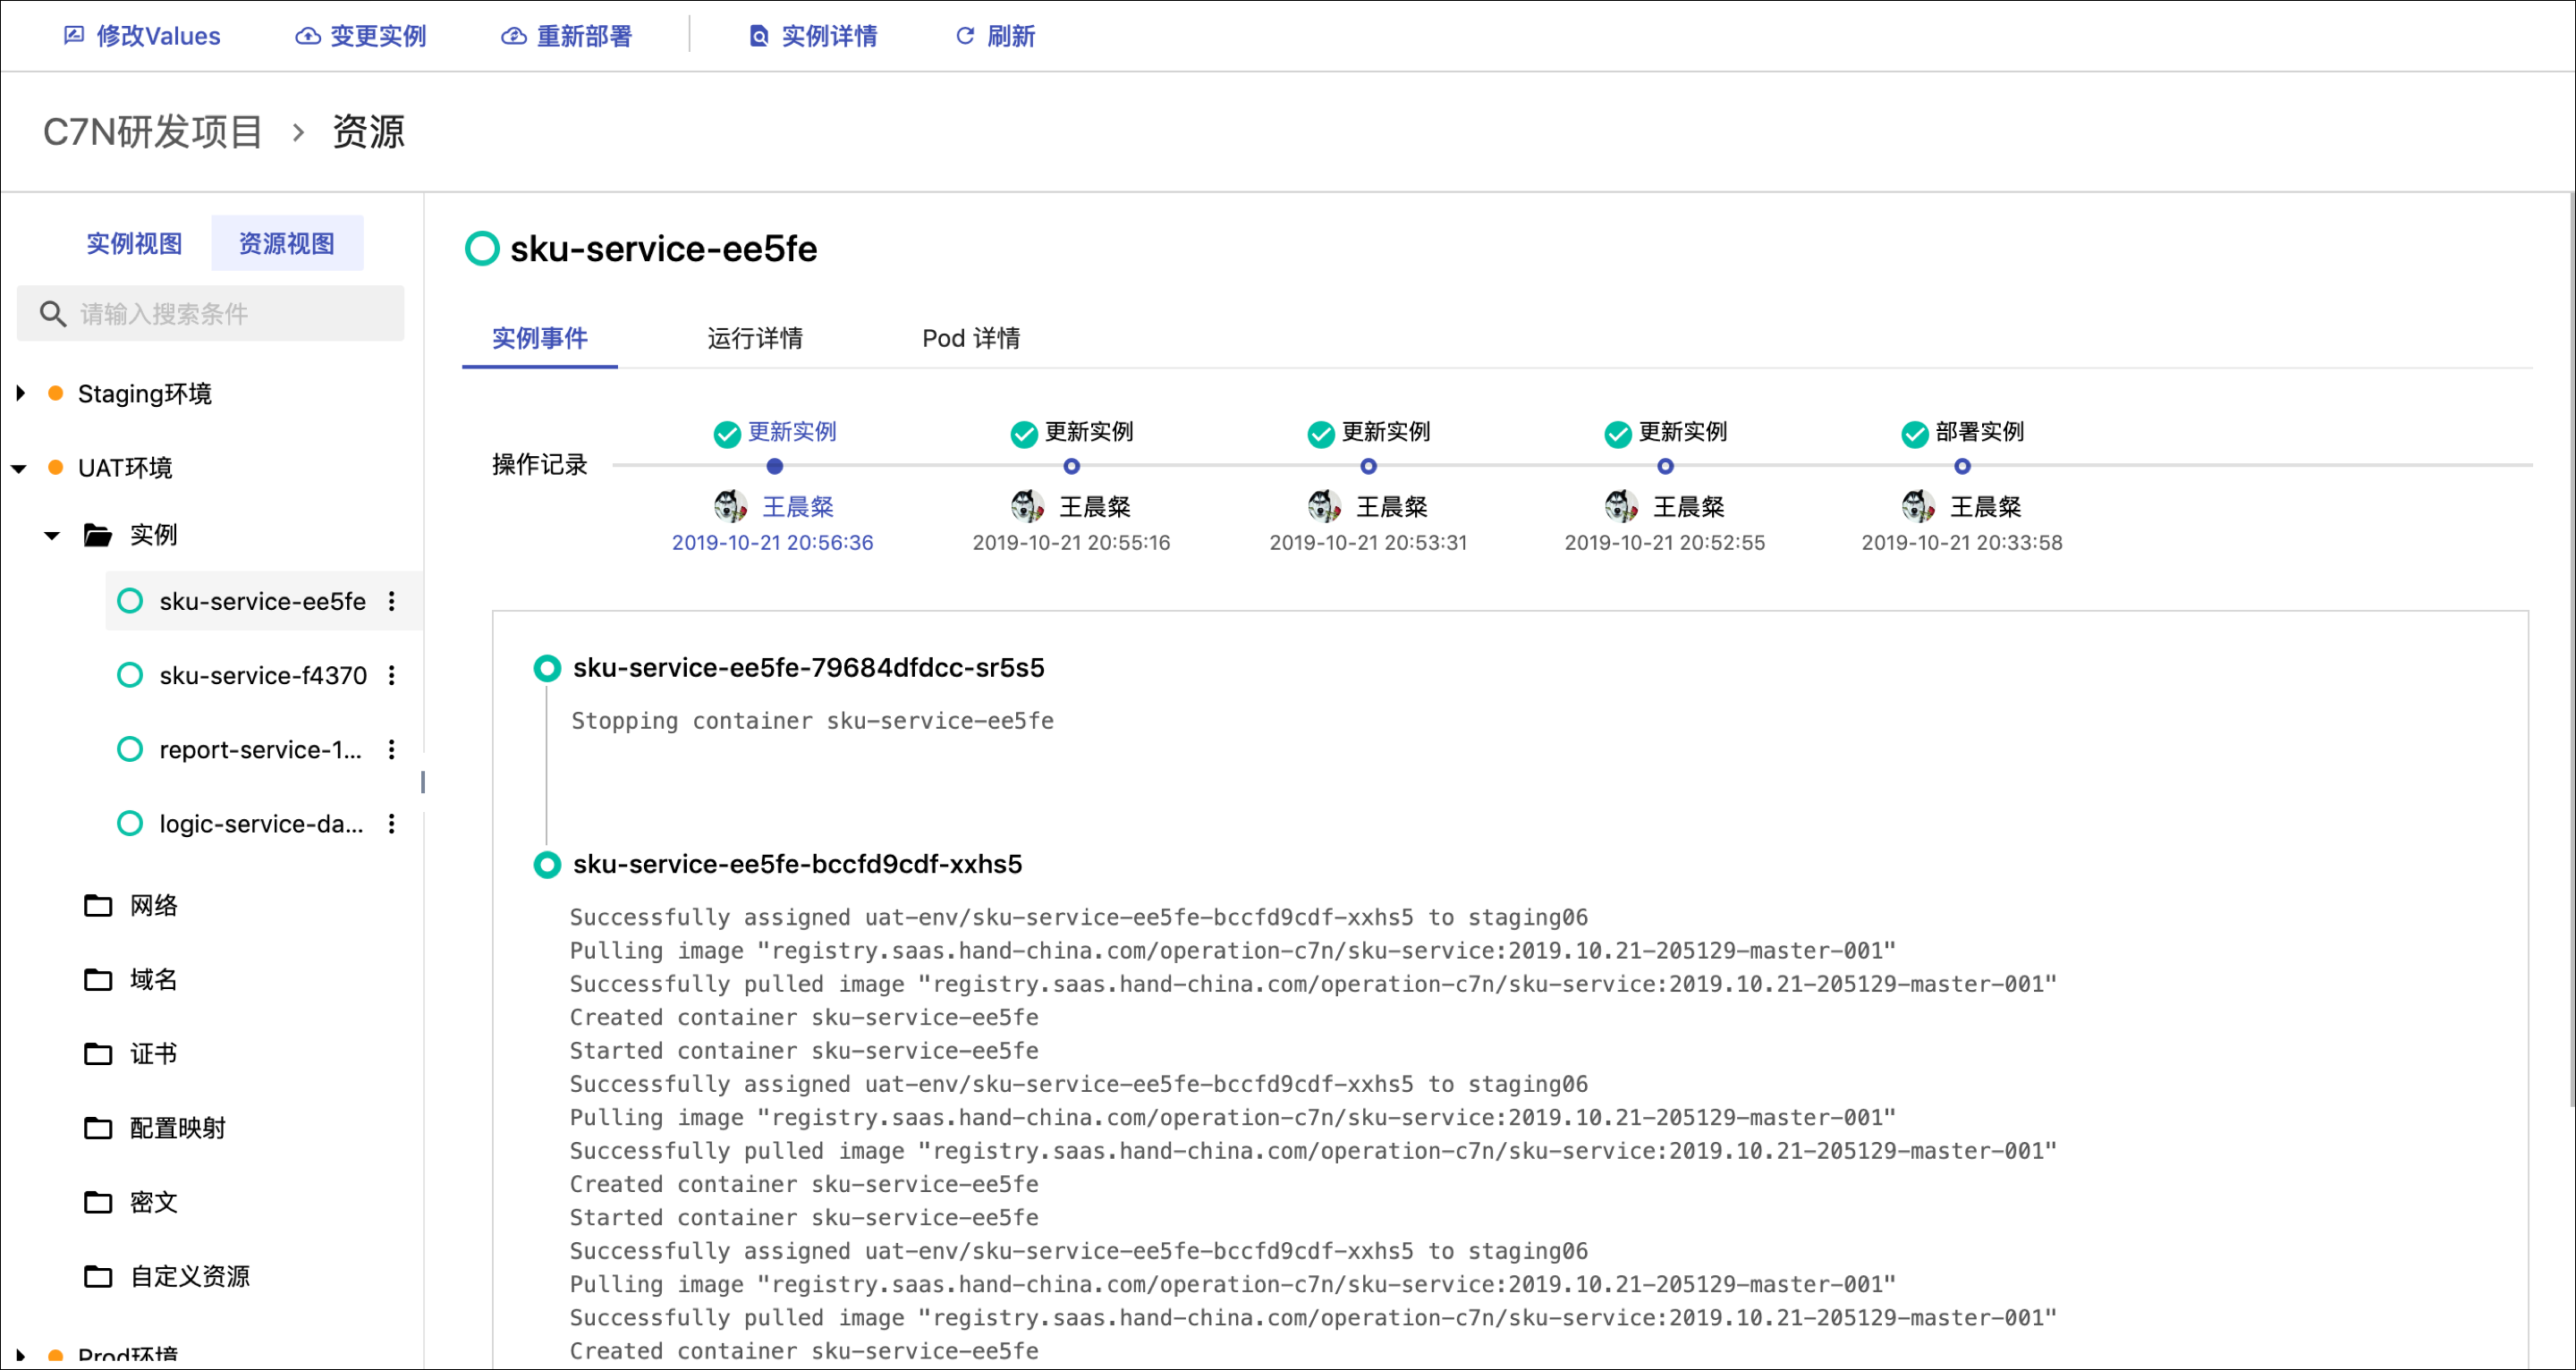 修改Values 变更实例 重新部署 实例详情 刷新
C7N研发项目 › 资源
实例视图 资源视图
请输入搜索条件
Staging环境
UAT环境
实例
sku-service-ee5fe
sku-service-f4370
report-service-1...
logic-service-da...
网络
域名
证书
配置映射
密文
自定义资源
Prod环境
sku-service-ee5fe
实例事件 运行详情 Pod 详情
操作记录
更新实例 更新实例 更新实例 更新实例 部署实例
王晨粲 王晨粲 王晨粲 王晨粲 王晨粲
2019-10-21 20:56:36 2019-10-21 20:55:16 2019-10-21 20:53:31 2019-10-21 20:52:55 2019-10-21 20:33:58
sku-service-ee5fe-79684dfdcc-sr5s5
Stopping container sku-service-ee5fe
sku-service-ee5fe-bccfd9cdf-xxhs5
Successfully assigned uat-env/sku-service-ee5fe-bccfd9cdf-xxhs5 to staging06
Pulling image "registry.saas.hand-china.com/operation-c7n/sku-service:2019.10.21-205129-master-001"
Successfully pulled image "registry.saas.hand-china.com/operation-c7n/sku-service:2019.10.21-205129-master-001"
Created container sku-service-ee5fe
Started container sku-service-ee5fe
Successfully assigned uat-env/sku-service-ee5fe-bccfd9cdf-xxhs5 to staging06
Pulling image "registry.saas.hand-china.com/operation-c7n/sku-service:2019.10.21-205129-master-001"
Successfully pulled image "registry.saas.hand-china.com/operation-c7n/sku-service:2019.10.21-205129-master-001"
Created container sku-service-ee5fe
Started container sku-service-ee5fe
Successfully assigned uat-env/sku-service-ee5fe-bccfd9cdf-xxhs5 to staging06
Pulling image "registry.saas.hand-china.com/operation-c7n/sku-service:2019.10.21-205129-master-001"
Successfully pulled image "registry.saas.hand-china.com/operation-c7n/sku-service:2019.10.21-205129-master-001"
Created container sku-service-ee5fe